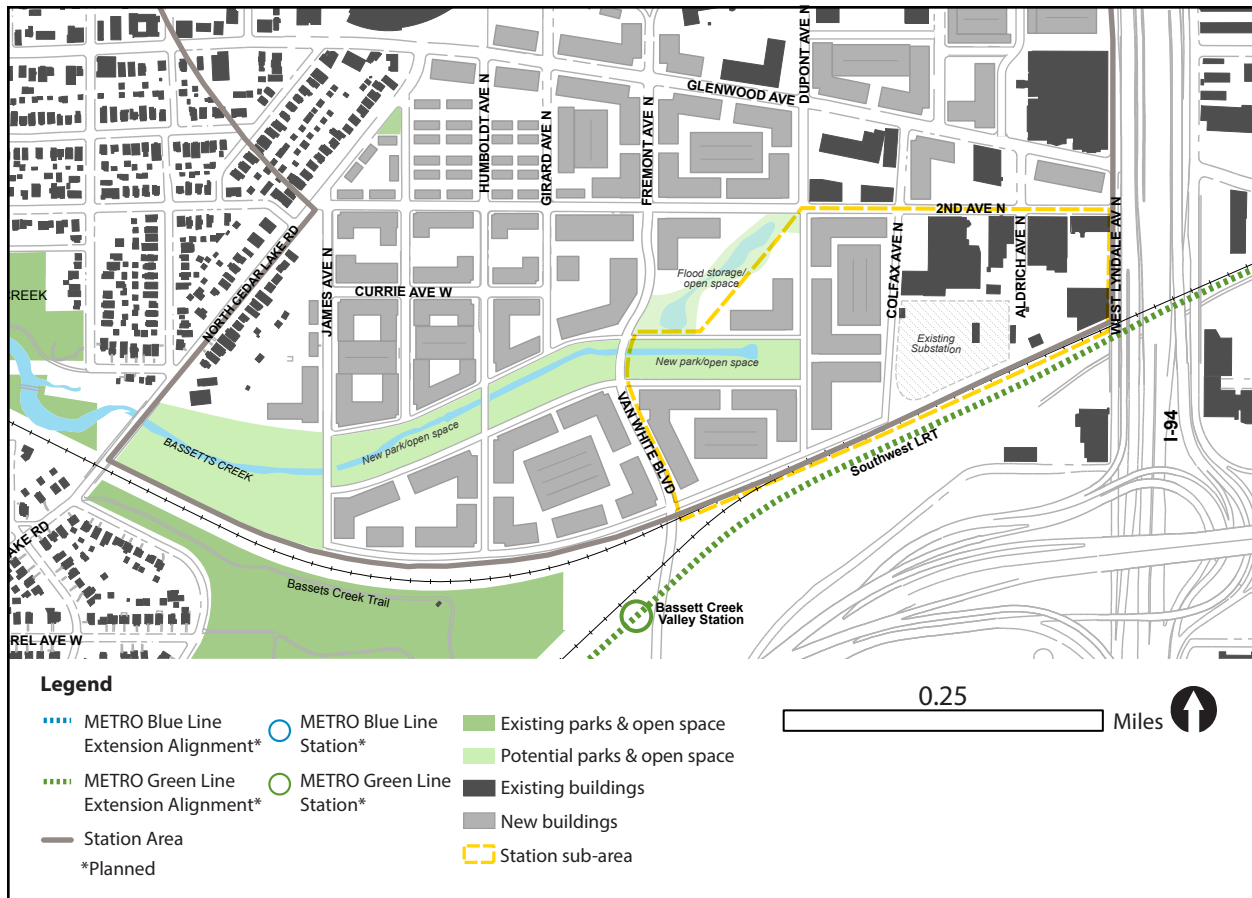 GLENWOOD AVE
DUPONT AVE N
HUMBOLDT AVE N
GIRARD AVE N
FREMONT AVE N
2ND AVE N
NORTH CEDAR LAKE RD
JAMES AVE N
CURRIE AVE W
Flood storage/
open space
COLFAX AVE N
ALDRICH AVE N
WEST LYNDALE AV N
CREEK
Existing
Substation
New park/open space
New park/open space
BASSETTS CREEK
VAN WHITE BLVD
Southwest LRT
I-94
AKE RD
Bassets Creek Trail
Bassett Creek
Valley Station
REL AVE W
Legend
METRO Blue Line
Extension Alignment*
METRO Blue Line
Station*
METRO Green Line
Extension Alignment*
METRO Green Line
Station*
Station Area
*Planned
Existing parks & open space
Potential parks & open space
Existing buildings
New buildings
Station sub-area
0.25
Miles